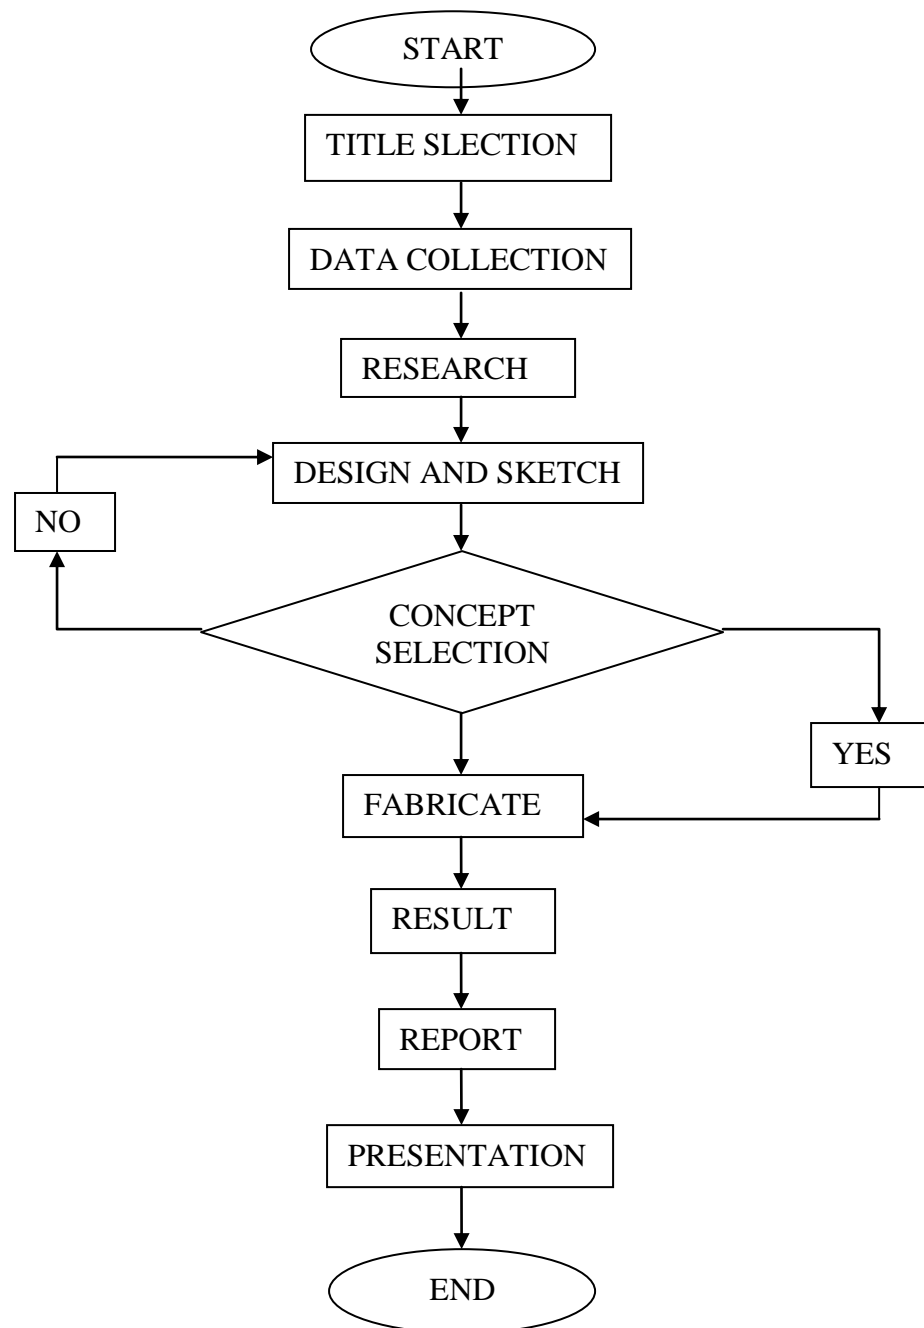 START
TITLE SLECTION
DATA COLLECTION
RESEARCH
DESIGN AND SKETCH
NO
CONCEPT
SELECTION
YES
FABRICATE
RESULT
REPORT
PRESENTATION
END